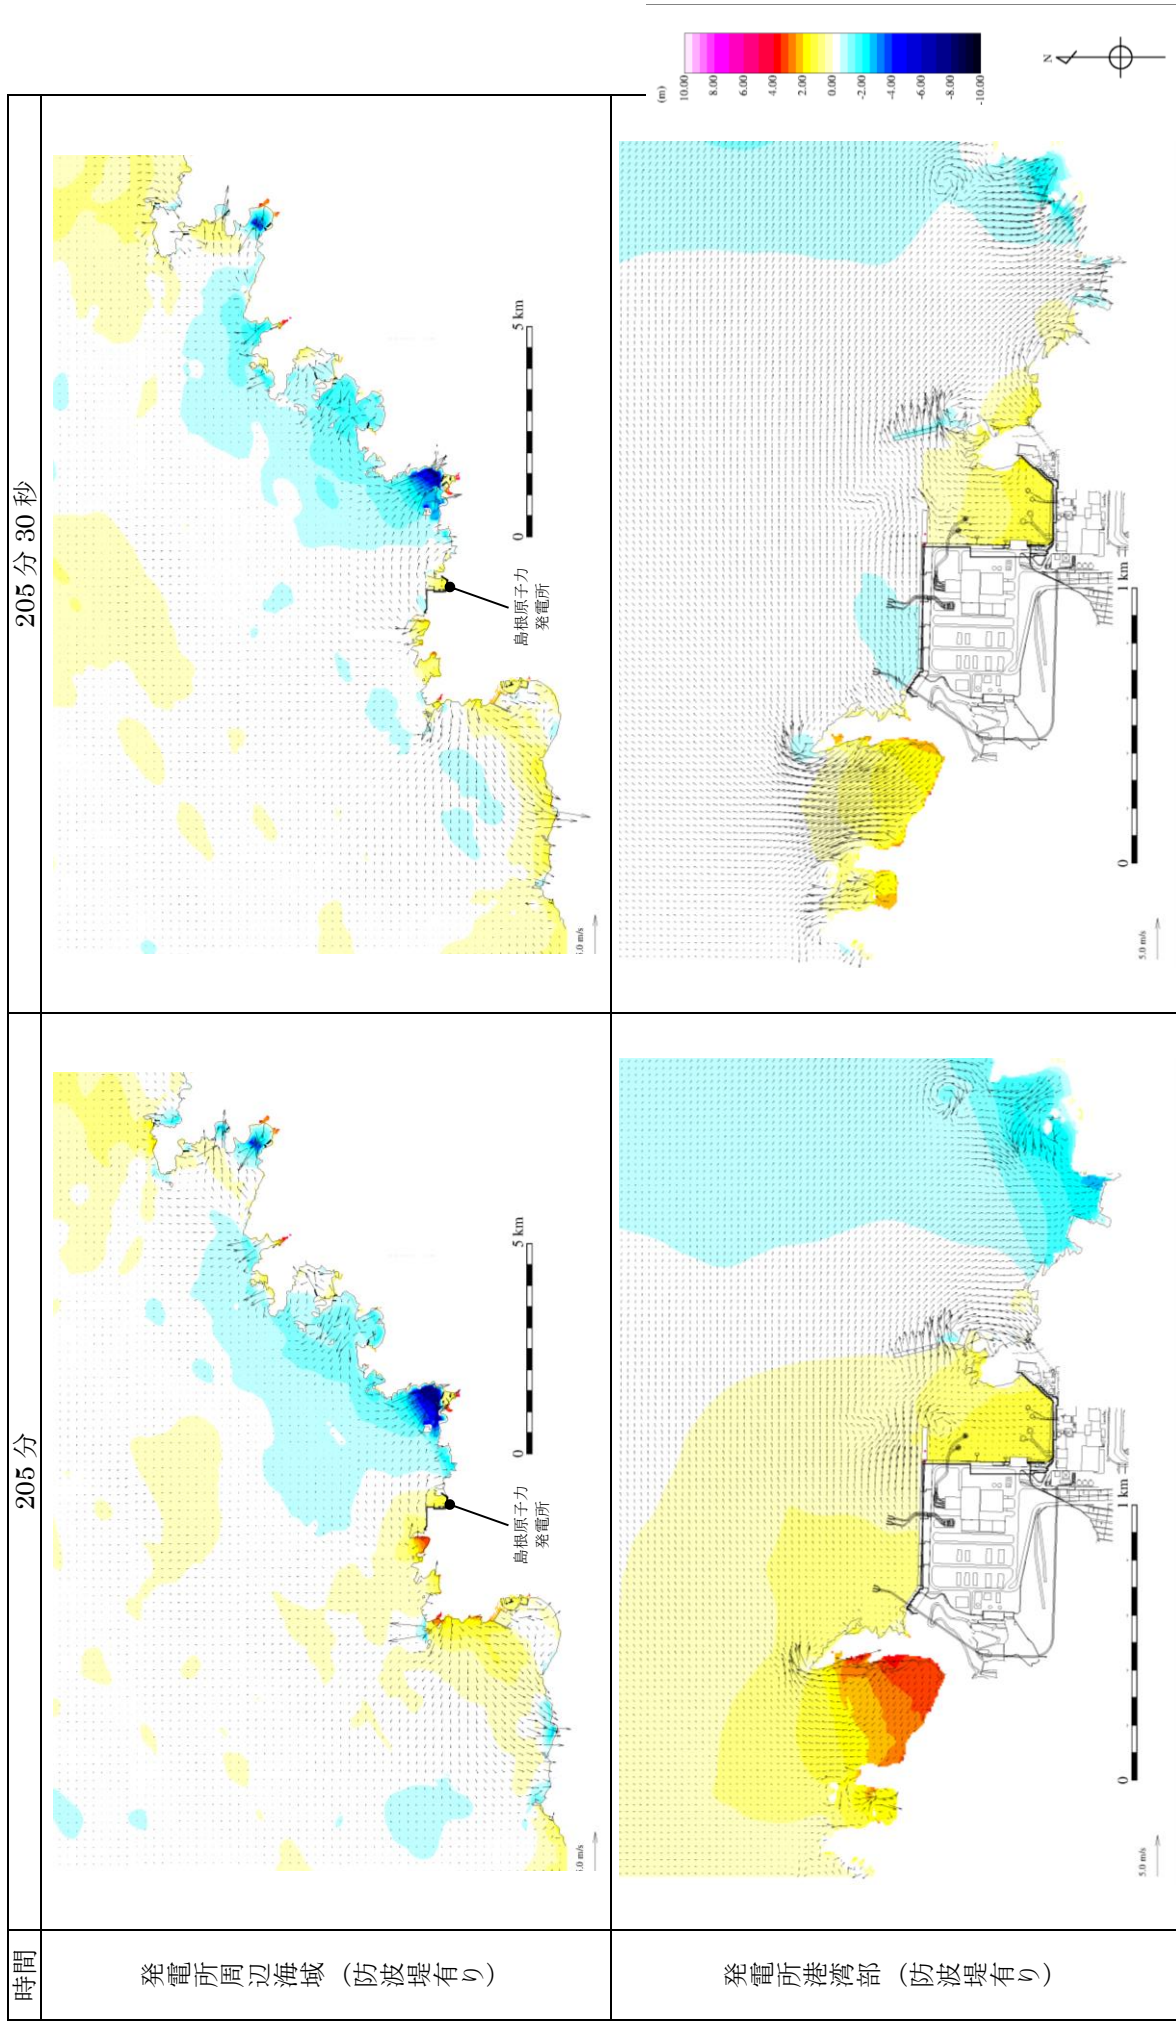 時間
205 分
205 分 30 秒
発電所周辺海域（防波堤有り）
島根原子力
発電所
0
5 km
5.0 m/s
島根原子力
発電所
0
5 km
5.0 m/s
発電所港湾部（防波堤有り）
0
1 km
5.0 m/s
0
1 km
5.0 m/s
(m)
10.00
8.00
6.00
4.00
2.00
0.00
-2.00
-4.00
-6.00
-8.00
-10.00
N